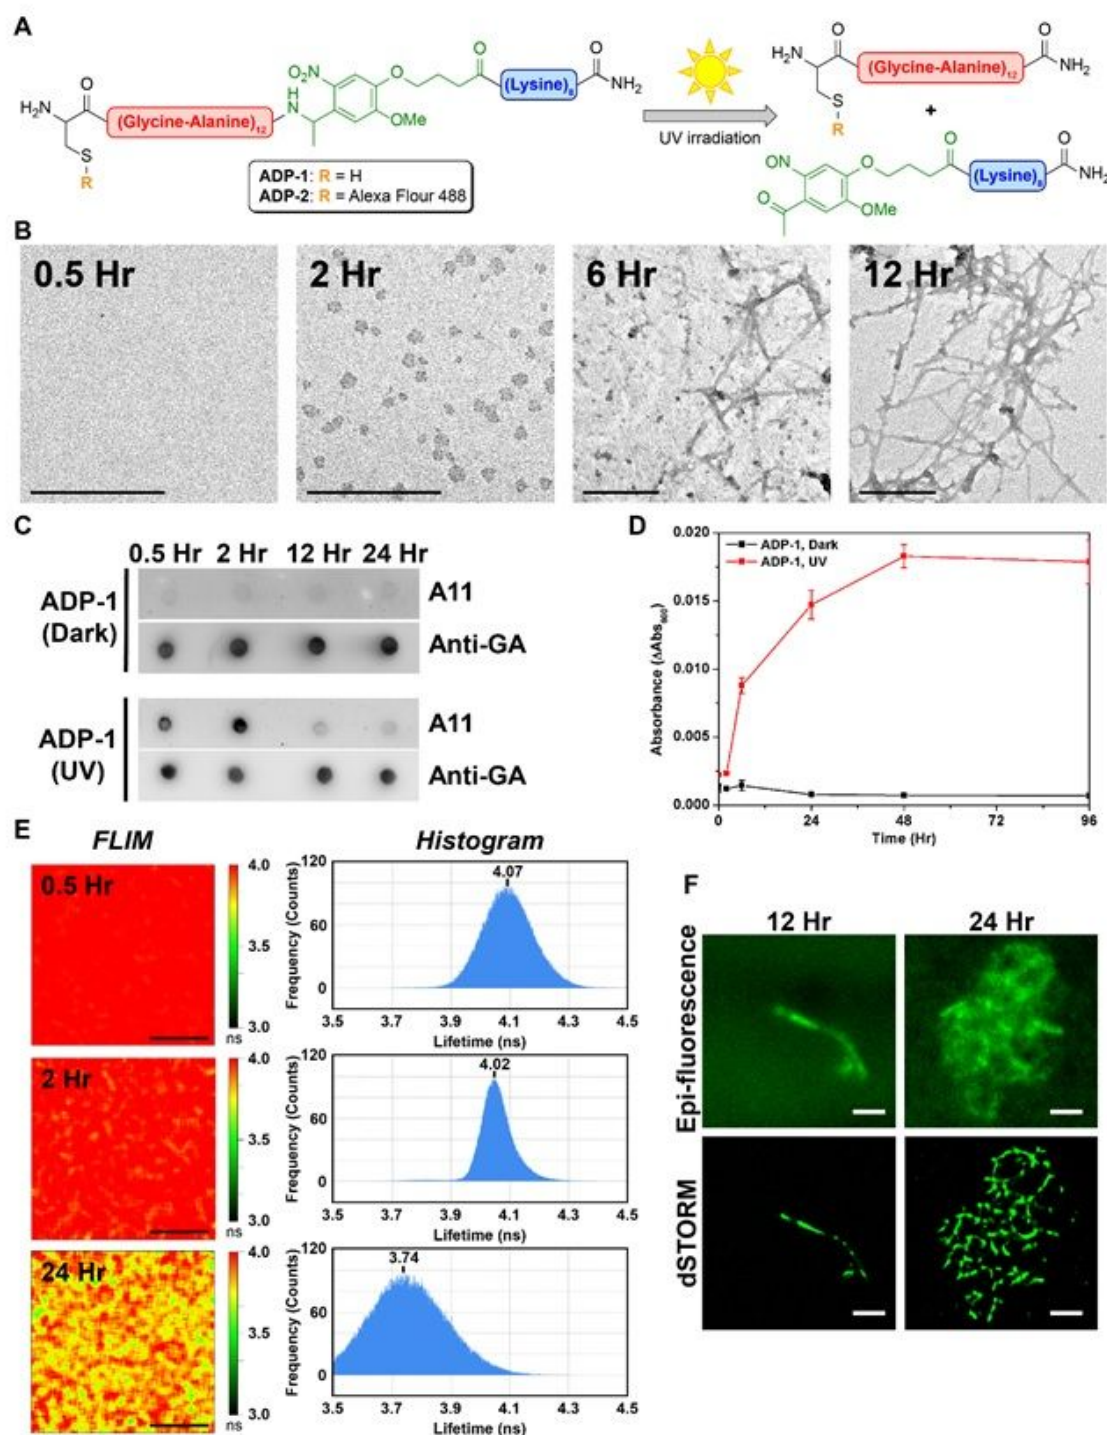 A
H₂N
O
(Glycine-Alanine)₁₂
S
R
O₂N
H
N
O
OMe
O
(Lysine)₈
O
NH₂
ADP-1: R = H
ADP-2: R = Alexa Flour 488
UV irradiation
H₂N
O
(Glycine-Alanine)₁₂
O
NH₂
S
R
+
ON
O
O
OMe
O
(Lysine)₈
O
NH₂
B
0.5 Hr
2 Hr
6 Hr
12 Hr
C
0.5 Hr 2 Hr 12 Hr 24 Hr
ADP-1
(Dark)
A11
Anti-GA
ADP-1
(UV)
A11
Anti-GA
D
ADP-1, Dark
ADP-1, UV
Absorbance (ΔAbs₆₀₀)
0.020
0.015
0.010
0.005
0.000
0 24 48 72 96
Time (Hr)
E
FLIM
Histogram
0.5 Hr
4.0
3.5
3.0
ns
Frequency (Counts)
120
60
0
4.07
3.5 3.7 3.9 4.1 4.3 4.5
Lifetime (ns)
2 Hr
4.0
3.5
3.0
ns
Frequency (Counts)
120
60
0
4.02
3.5 3.7 3.9 4.1 4.3 4.5
Lifetime (ns)
24 Hr
4.0
3.5
3.0
ns
Frequency (Counts)
120
60
0
3.74
3.5 3.7 3.9 4.1 4.3 4.5
Lifetime (ns)
F
12 Hr
24 Hr
Epi-fluorescence
dSTORM